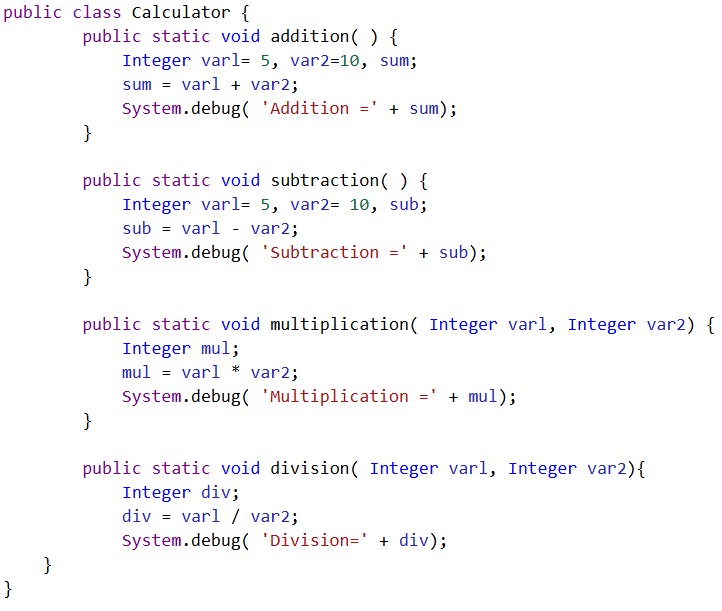 public class Calculator {
        public static void addition( ) {
            Integer varl= 5, var2=10, sum;
            sum = varl + var2;
            System.debug( 'Addition =' + sum);
        }

        public static void subtraction( ) {
            Integer varl= 5, var2= 10, sub;
            sub = varl - var2;
            System.debug( 'Subtraction =' + sub);
        }

        public static void multiplication( Integer varl, Integer var2) {
            Integer mul;
            mul = varl * var2;
            System.debug( 'Multiplication =' + mul);
        }

        public static void division( Integer varl, Integer var2){
            Integer div;
            div = varl / var2;
            System.debug( 'Division=' + div);
    }
}